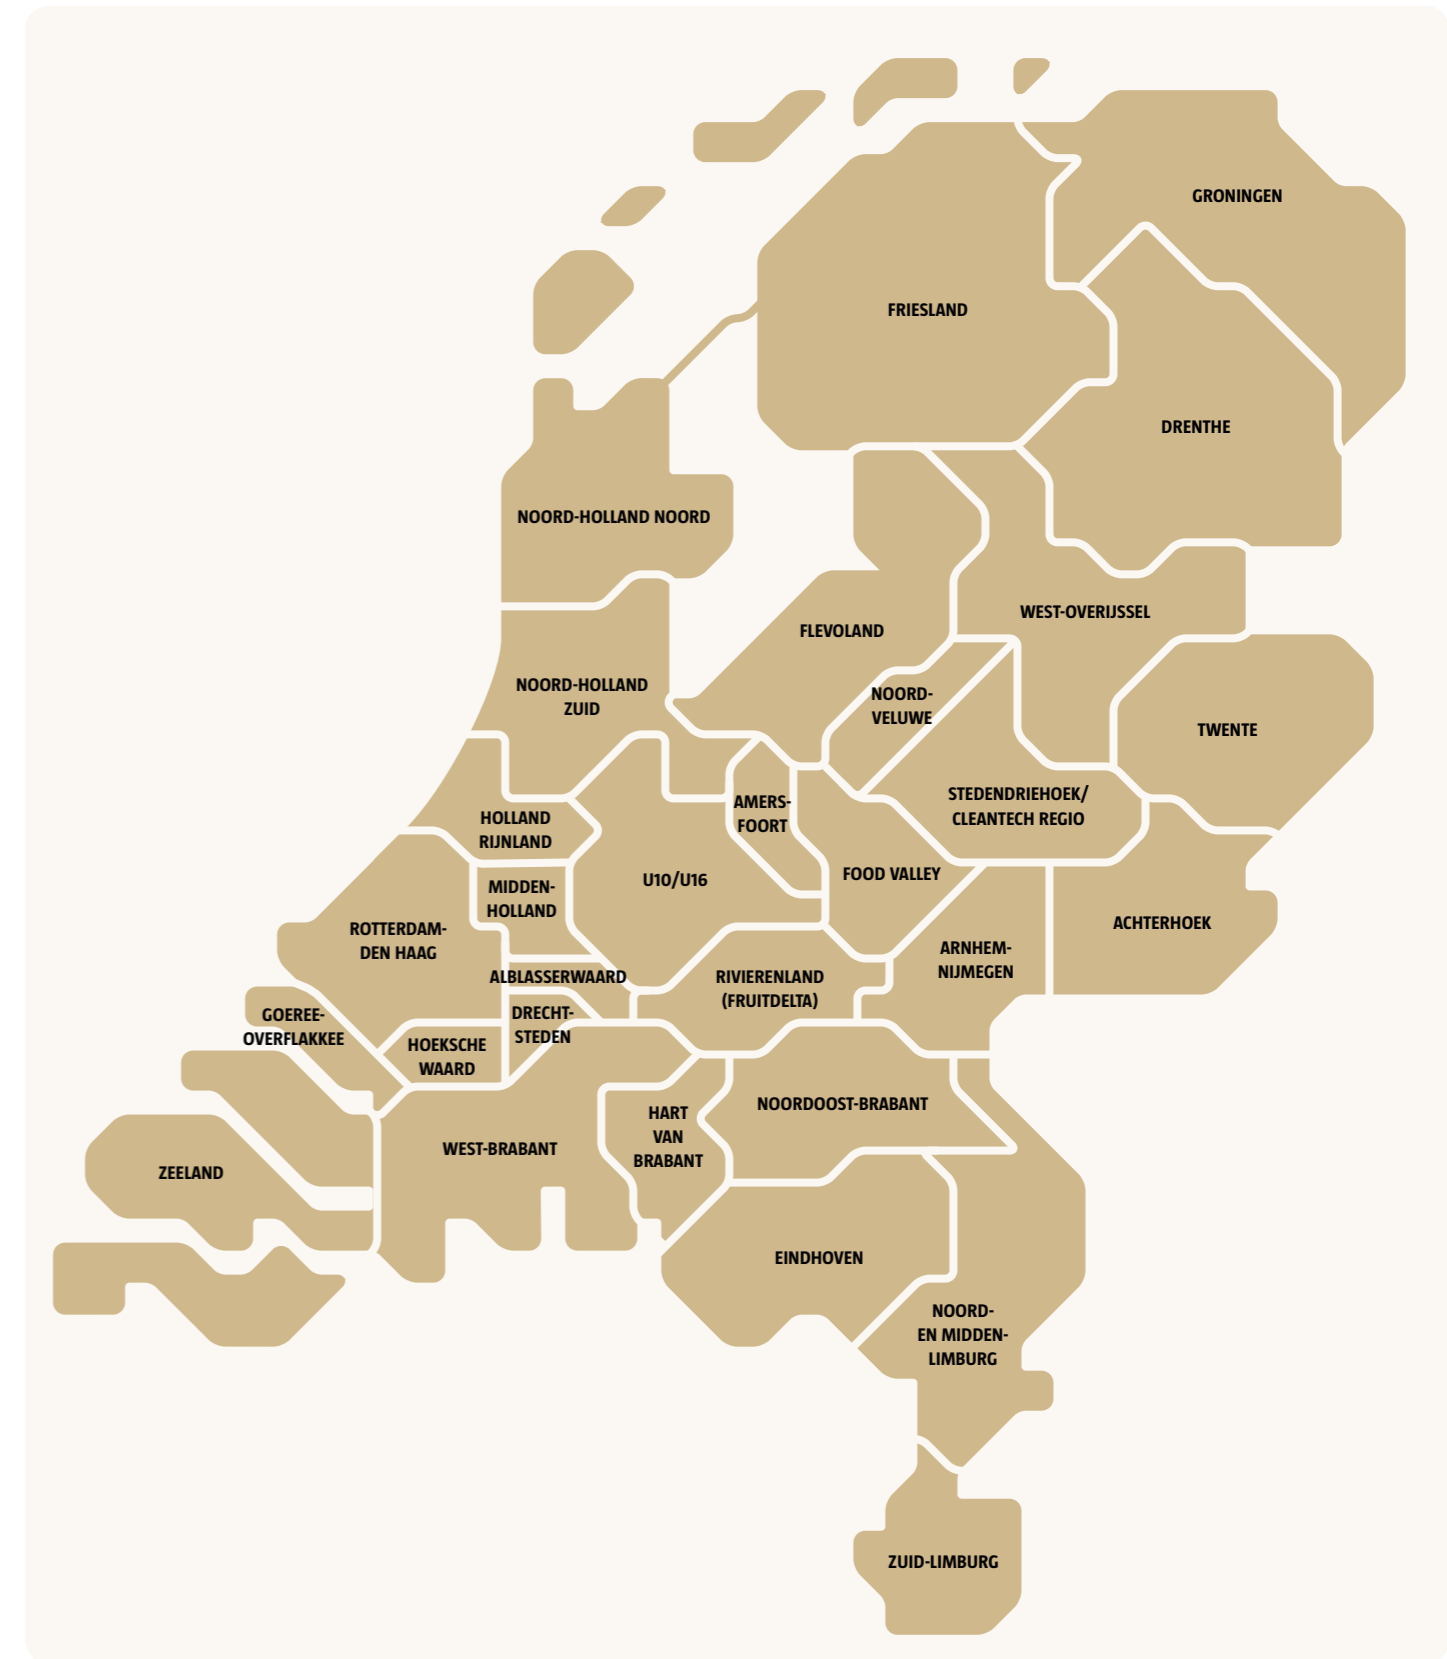 GRONINGEN
FRIESLAND
DRENTHE
NOORD-HOLLAND NOORD
WEST-OVERIJSSEL
FLEVOLAND
NOORD-HOLLAND
ZUID
NOORD-
VELUWE
TWENTE
STEDENDRIEHOEK/
CLEANTECH REGIO
AMERS-
FOORT
HOLLAND
RIJNLAND
FOOD VALLEY
U10/U16
MIDDEN-
HOLLAND
ACHTERHOEK
ROTTERDAM-
DEN HAAG
ARNHEM-
NIJMEGEN
ALBLASSERWAARD
RIVIERENLAND
(FRUITDELTA)
GOEREE-
OVERFLAKKEE
DRECHT-
STEDEN
HOEKSCHE
WAARD
NOORDOOST-BRABANT
HART
VAN
BRABANT
WEST-BRABANT
ZEELAND
EINDHOVEN
NOORD-
EN MIDDEN-
LIMBURG
ZUID-LIMBURG